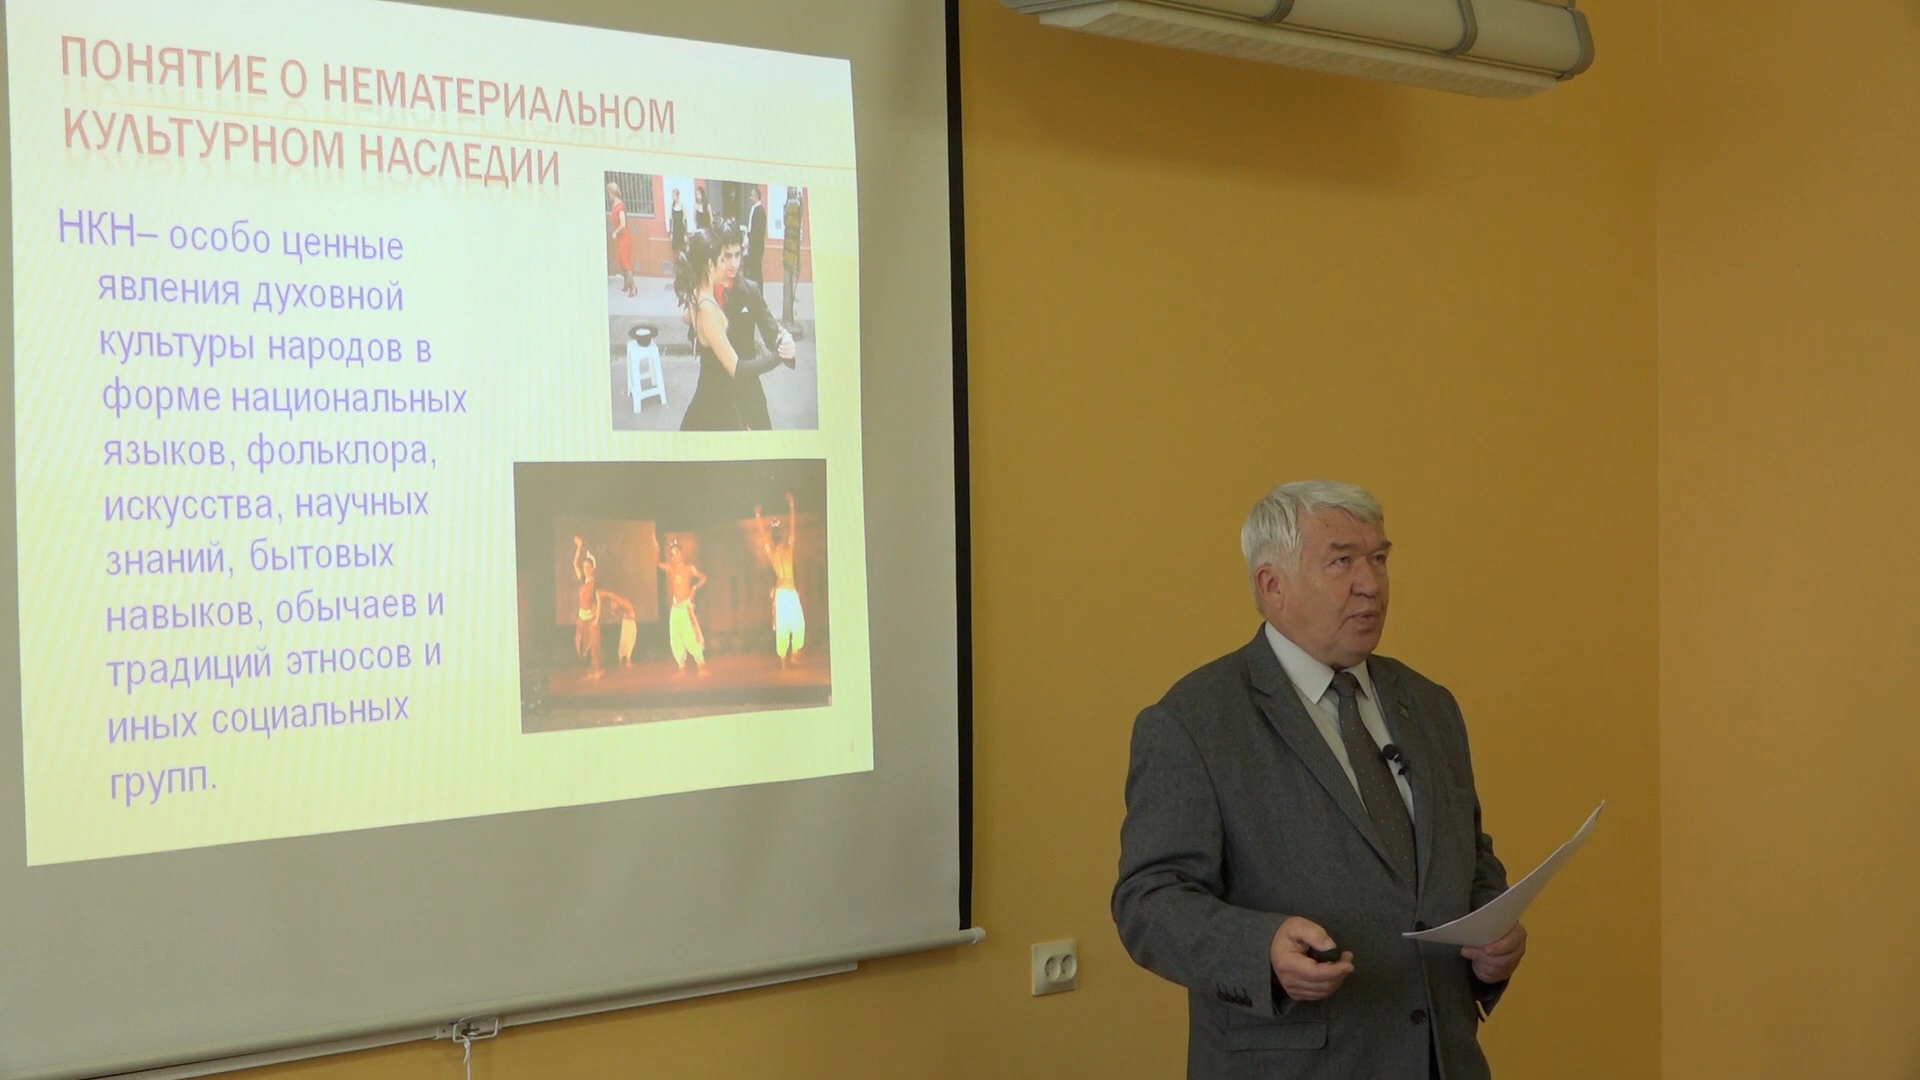 ПОНЯТИЕ О НЕМАТЕРИАЛЬНОМ
КУЛЬТУРНОМ НАСЛЕДИИ
НКН– особо ценные
явления духовной
культуры народов в
форме национальных
языков, фольклора,
искусства, научных
знаний, бытовых
навыков, обычаев и
традиций этносов и
иных социальных
групп.
4